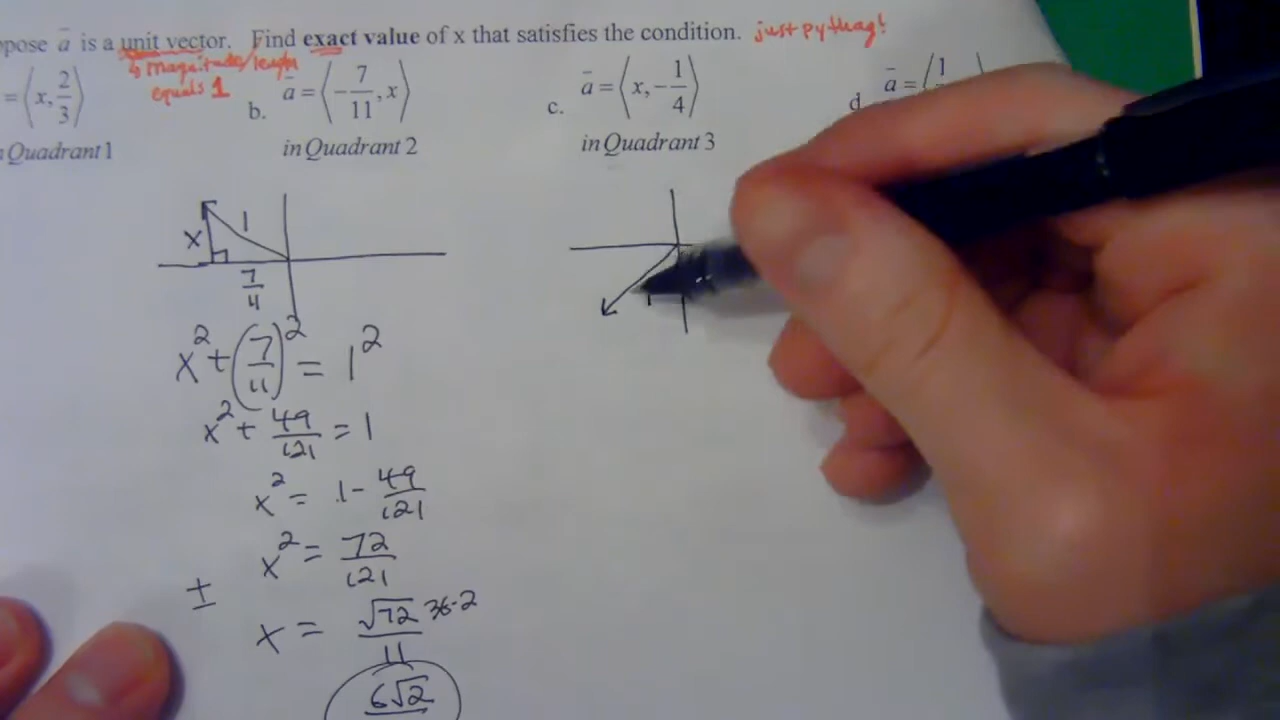 pose a̅ is a unit vector. Find exact value of x that satisfies the condition. just pythag!
↳ magnitude/length equals 1
= ⟨x, 2/3⟩
b. a̅ = ⟨-7/11, x⟩
c. a̅ = ⟨x, -1/4⟩
d. a̅ = ⟨1
Quadrant 1
in Quadrant 2
in Quadrant 3
x 1
7/4
1
x² + (7/11)² = 1²
x² + 49/121 = 1
x² = 1 - 49/121
x² = 72/121
± x = √72/11 36·2
6√2